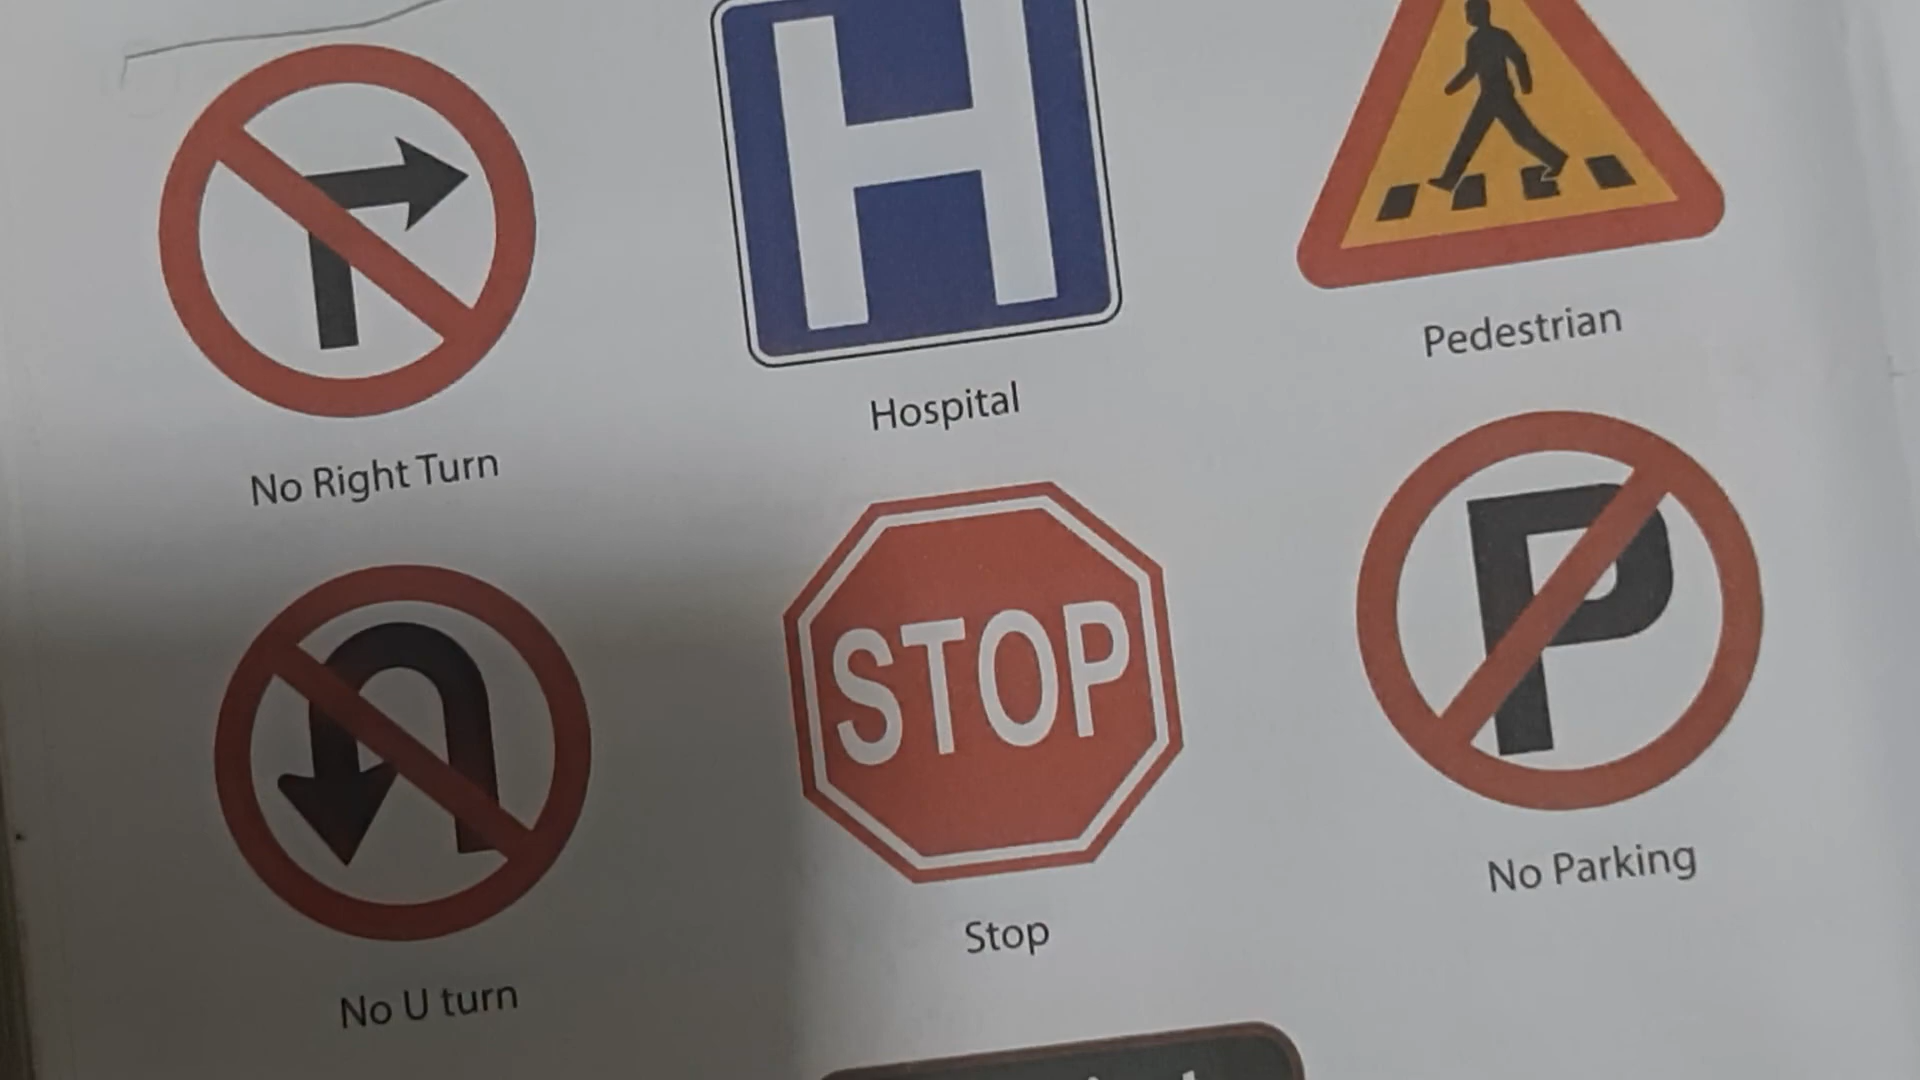 H
Pedestrian
Hospital
No Right Turn
STOP
P
No Parking
Stop
No U turn